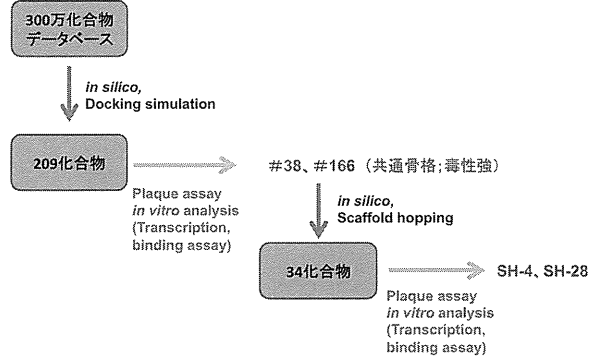 300万化合物
データベース
in silico,
Docking simulation
209化合物
Plaque assay
in vitro analysis
(Transcription,
binding assay)
＃38、＃166（共通骨格；毒性強）
in silico,
Scaffold hopping
34化合物
Plaque assay
in vitro analysis
(Transcription,
binding assay)
SH-4、SH-28